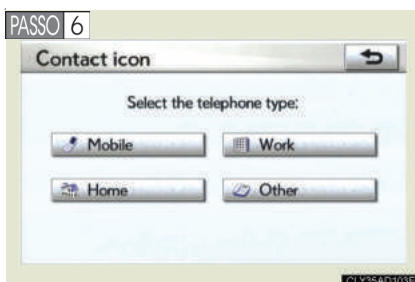 PASSO 6
Contact icon
Select the telephone type:
Mobile
Work
Home
Other
CLY35AD103E